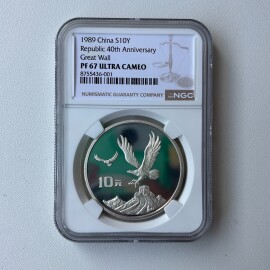 1989 China S10Y
Republic 40th Anniversary
Great Wall
PF 67 ULTRA CAMEO
8755436-001
NUMISMATIC GUARANTY COMPANY
NGC
10元